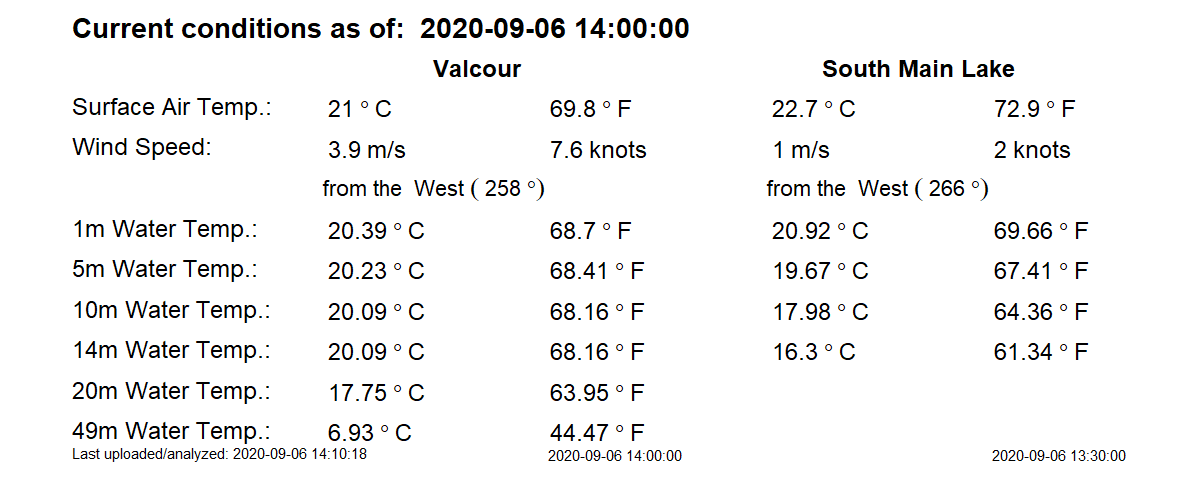 Current conditions as of:  2020-09-06 14:00:00
Valcour South Main Lake
Surface Air Temp.: 21 ° C 69.8 ° F 22.7 ° C 72.9 ° F
Wind Speed: 3.9 m/s 7.6 knots 1 m/s 2 knots
from the  West ( 258 °) from the  West ( 266 °)
1m Water Temp.: 20.39 ° C 68.7 ° F 20.92 ° C 69.66 ° F
5m Water Temp.: 20.23 ° C 68.41 ° F 19.67 ° C 67.41 ° F
10m Water Temp.: 20.09 ° C 68.16 ° F 17.98 ° C 64.36 ° F
14m Water Temp.: 20.09 ° C 68.16 ° F 16.3 ° C 61.34 ° F
20m Water Temp.: 17.75 ° C 63.95 ° F
49m Water Temp.: 6.93 ° C 44.47 ° F
Last uploaded/analyzed: 2020-09-06 14:10:18 2020-09-06 14:00:00 2020-09-06 13:30:00